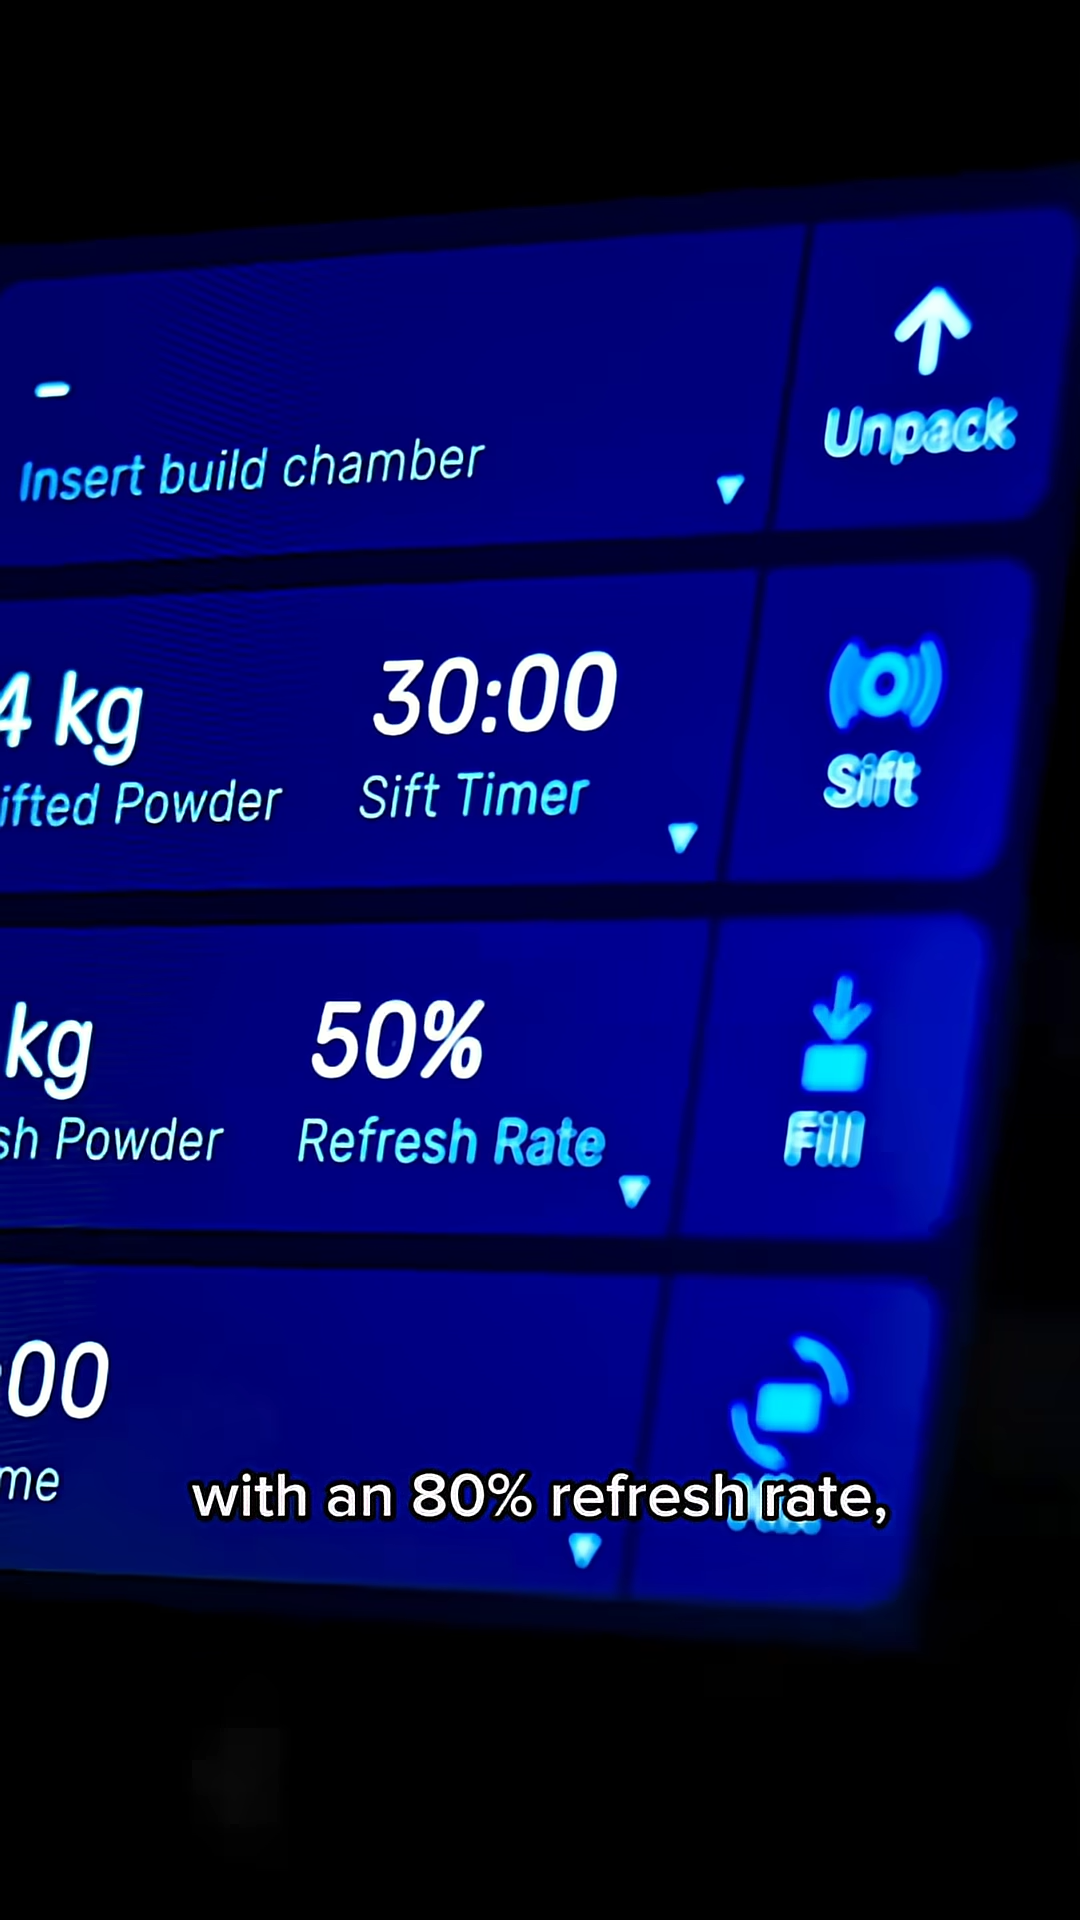 -
Unpack
Insert build chamber
4 kg
30:00
ifted Powder
Sift Timer
Sift
kg
50%
sh Powder
Refresh Rate
Fill
:00
me
with an 80% refresh rate,